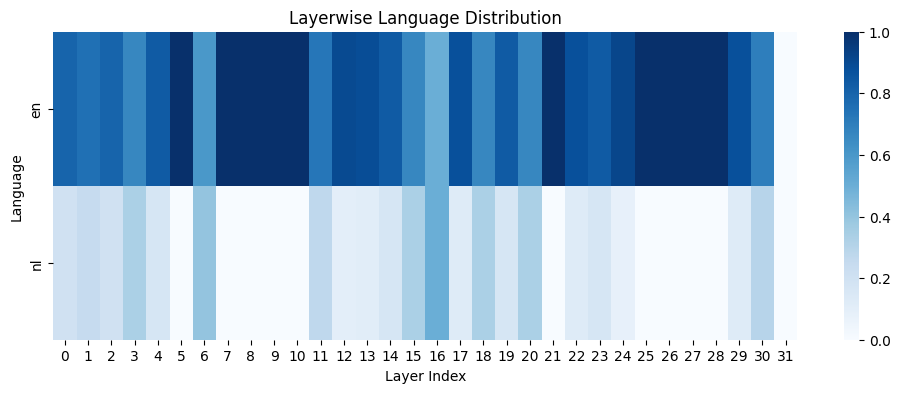 Layerwise Language Distribution
en
nl
Language
0 1 2 3 4 5 6 7 8 9 10 11 12 13 14 15 16 17 18 19 20 21 22 23 24 25 26 27 28 29 30 31
Layer Index
1.0
0.8
0.6
0.4
0.2
0.0